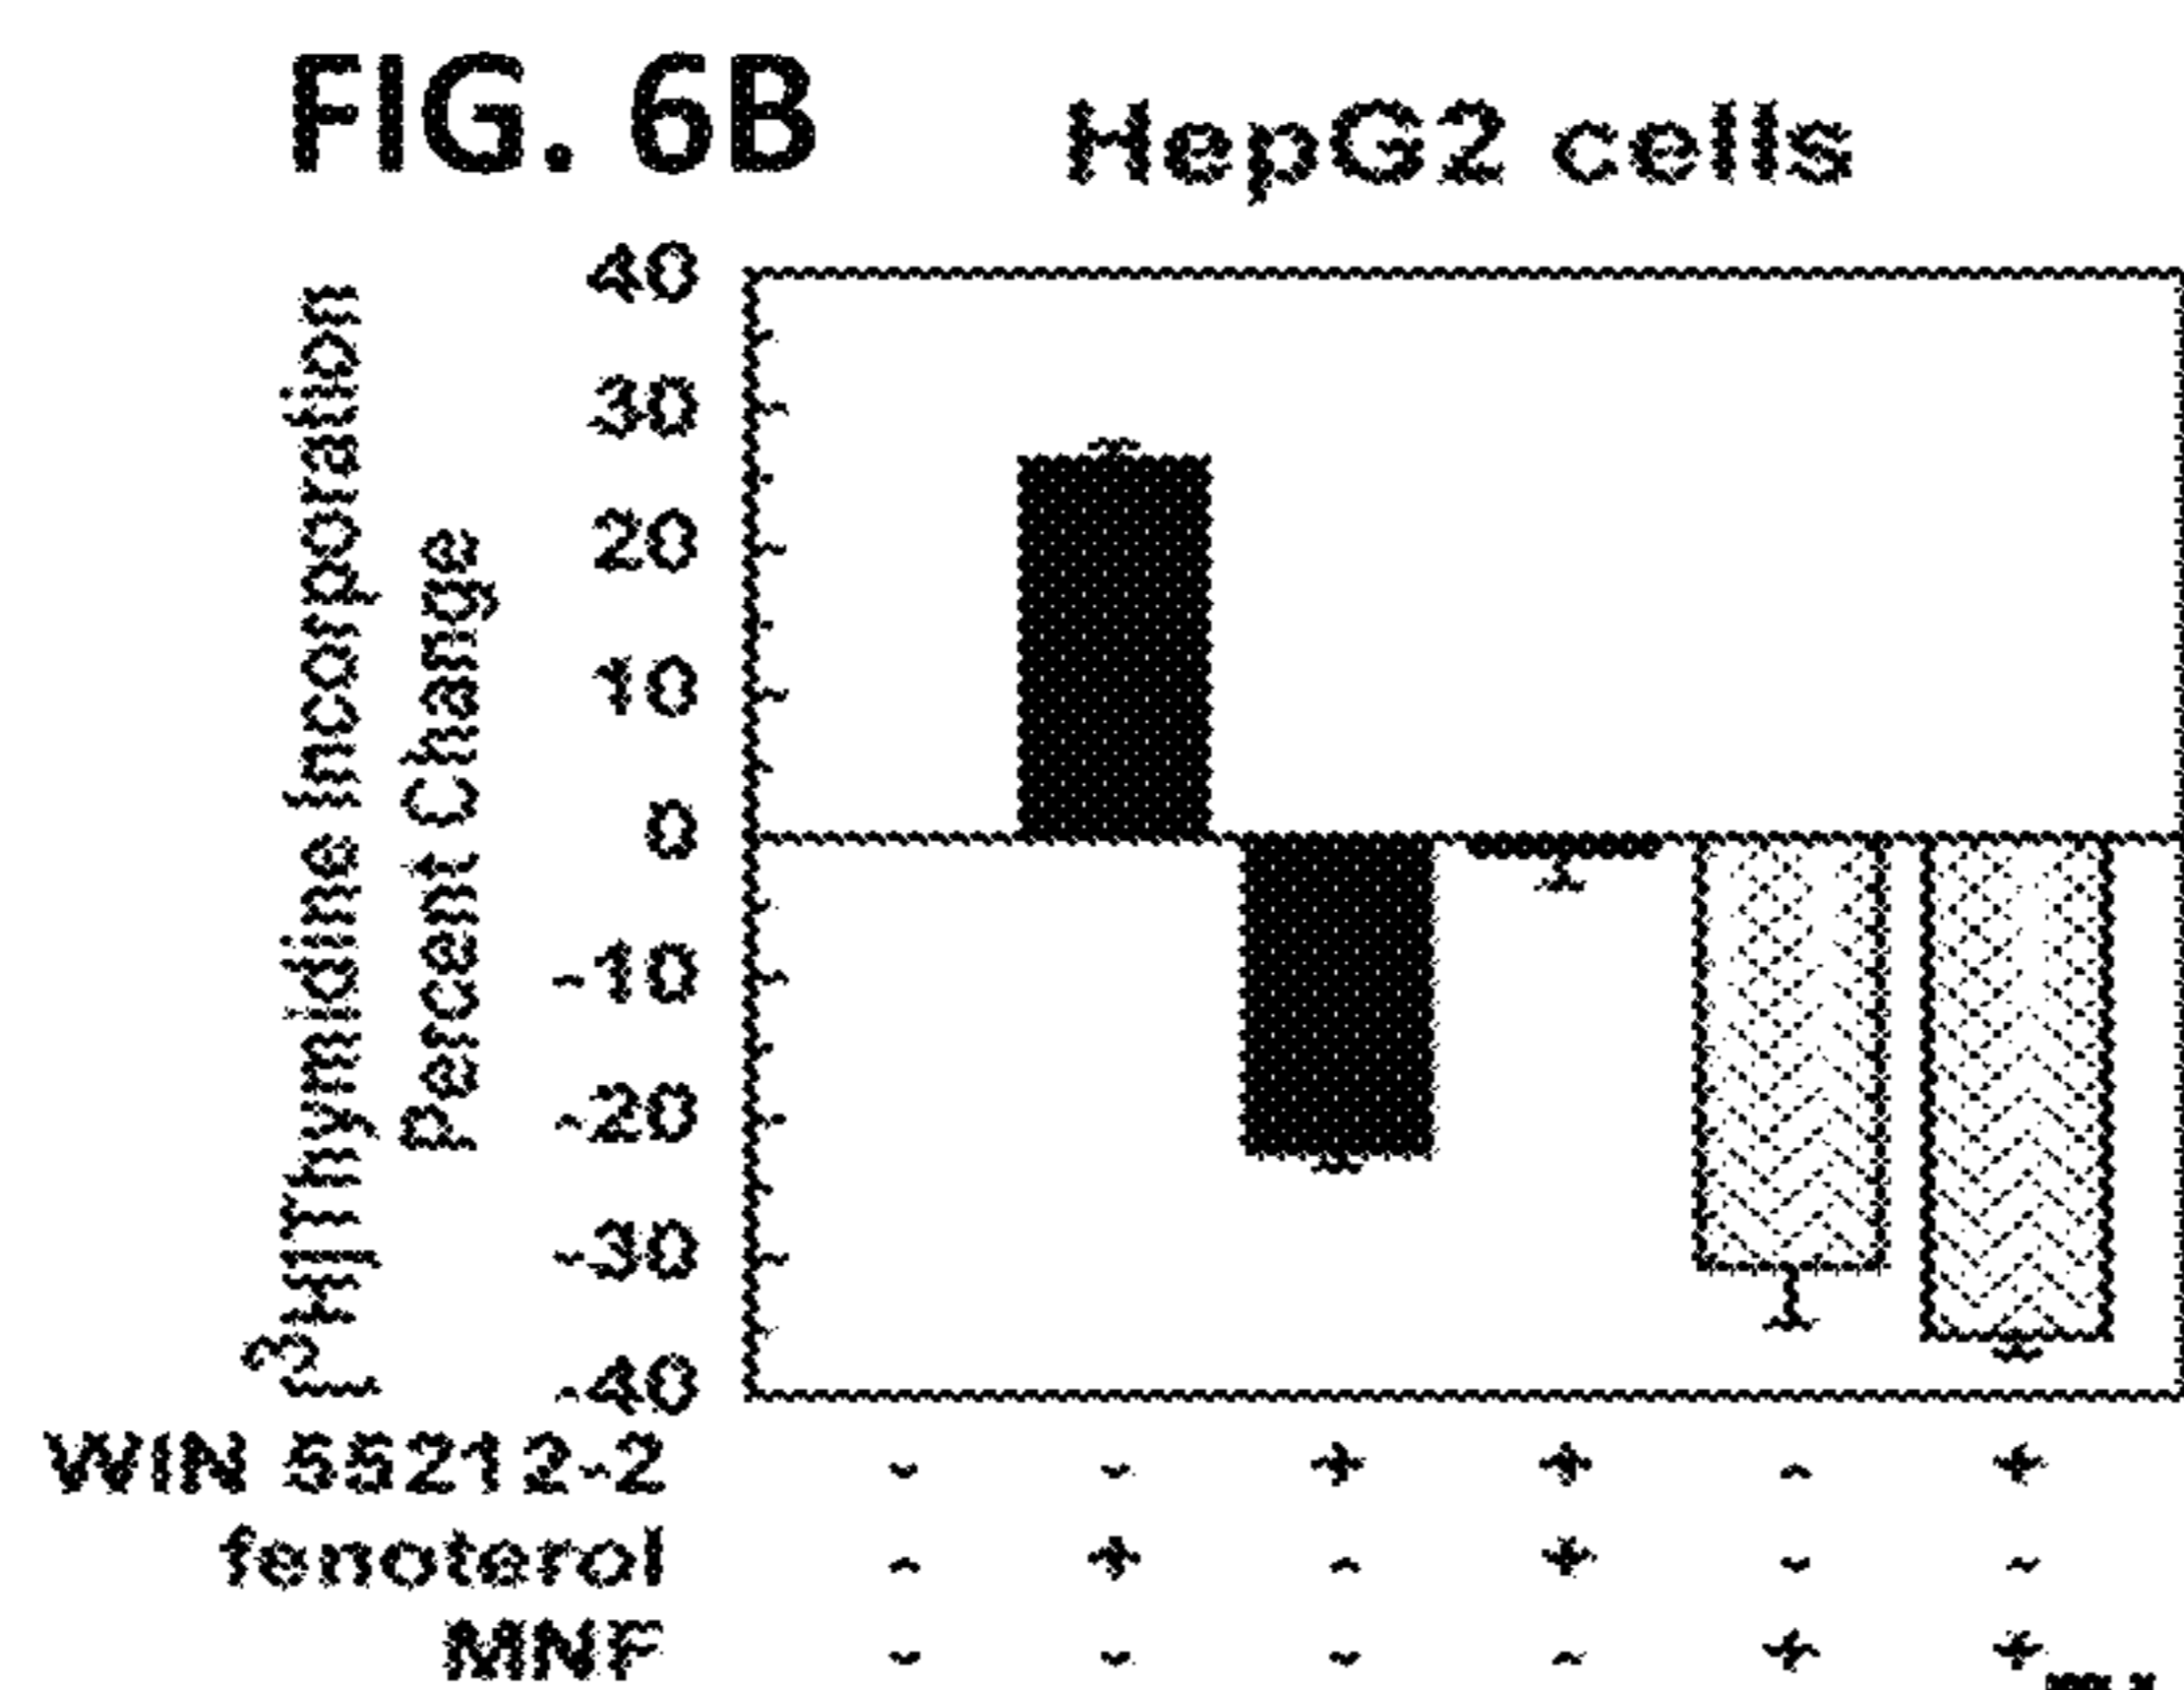 FIG. 6B
HepG2 cells
[3H]Thymidine Incorporation
Percent Change
40
30
20
10
0
-10
-20
-30
-40
WIN 55212-2 - - + + - +
fenoterol - + - + - -
MNF - - - - + +